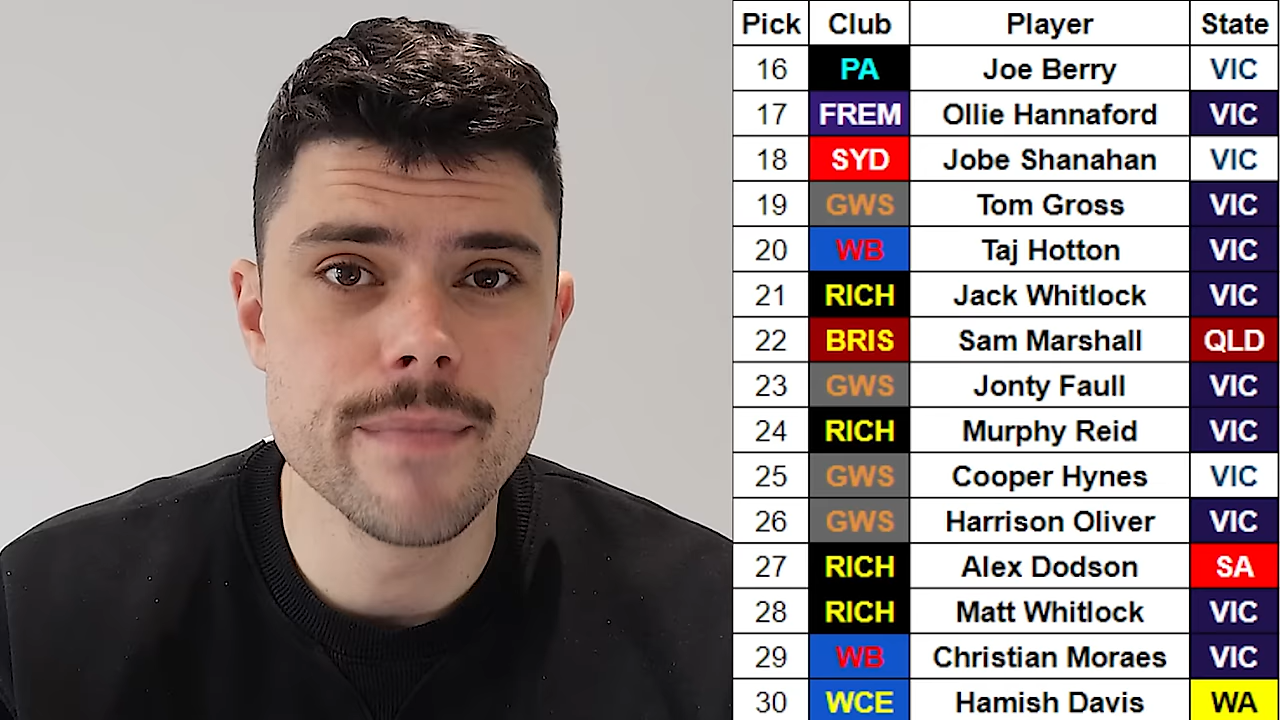 Pick Club Player State
16 PA Joe Berry VIC
17 FREM Ollie Hannaford VIC
18 SYD Jobe Shanahan VIC
19 GWS Tom Gross VIC
20 WB Taj Hotton VIC
21 RICH Jack Whitlock VIC
22 BRIS Sam Marshall QLD
23 GWS Jonty Faull VIC
24 RICH Murphy Reid VIC
25 GWS Cooper Hynes VIC
26 GWS Harrison Oliver VIC
27 RICH Alex Dodson SA
28 RICH Matt Whitlock VIC
29 WB Christian Moraes VIC
30 WCE Hamish Davis WA